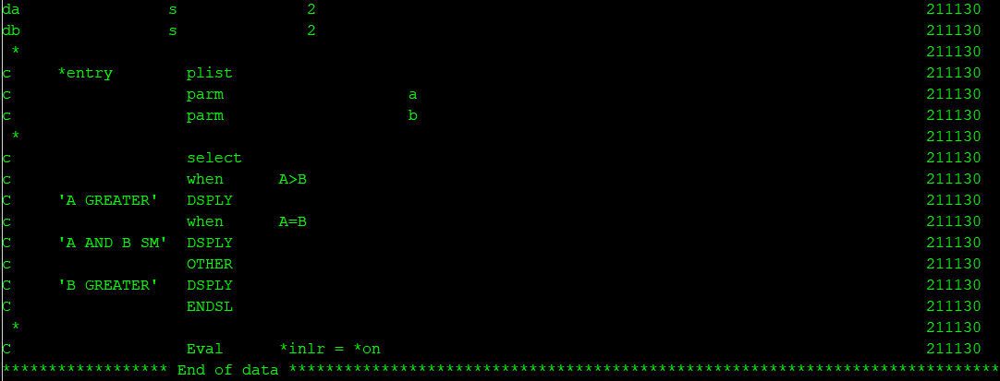 da                s              2                                                                  211130
db                s              2                                                                  211130
 *                                                                                                  211130
c     *entry        plist                                                                           211130
c                   parm                    a                                                       211130
c                   parm                    b                                                       211130
 *                                                                                                  211130
c                   select                                                                          211130
c                   when      A>B                                                                   211130
C     'A GREATER'   DSPLY                                                                           211130
c                   when      A=B                                                                   211130
C     'A AND B SM'  DSPLY                                                                           211130
c                   OTHER                                                                           211130
C     'B GREATER'   DSPLY                                                                           211130
C                   ENDSL                                                                           211130
 *                                                                                                  211130
C                   Eval      *inlr = *on                                                           211130
****************** End of data *****************************************************************************